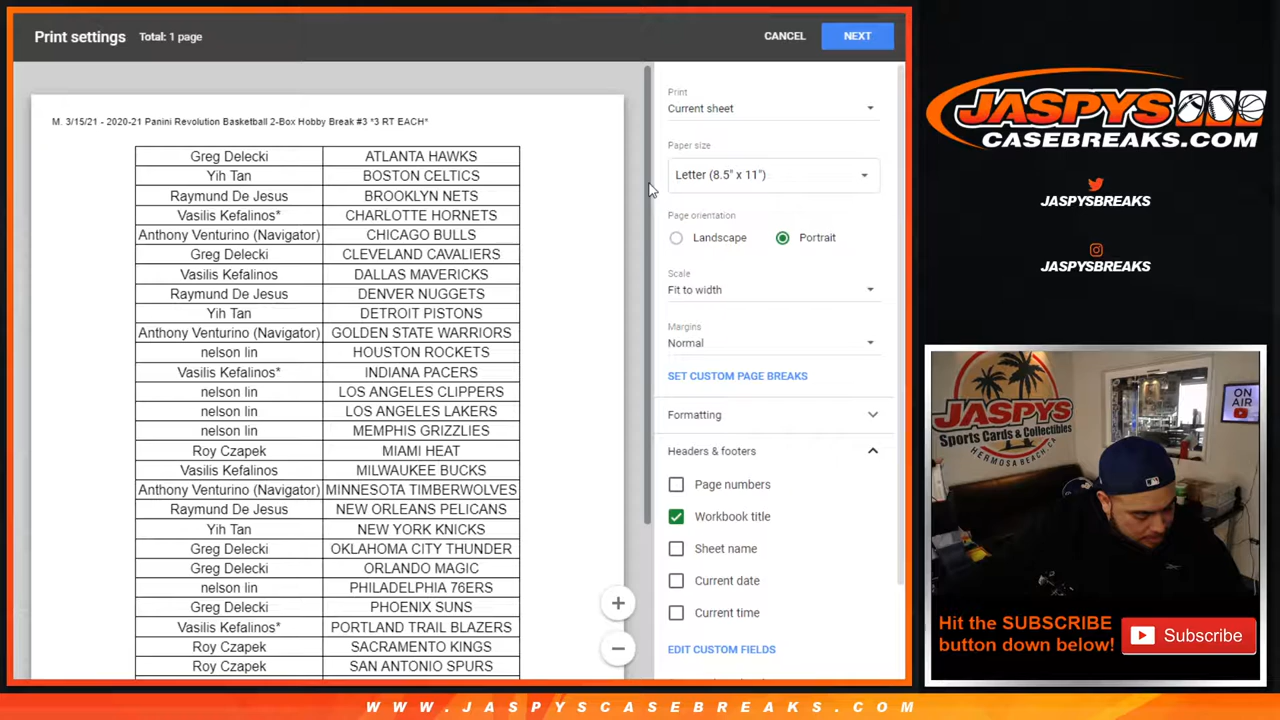 Print settings Total: 1 page CANCEL NEXT
M. 3/15/21 - 2020-21 Panini Revolution Basketball 2-Box Hobby Break #3 *3 RT EACH*
Greg Delecki ATLANTA HAWKS
Yih Tan BOSTON CELTICS
Raymund De Jesus BROOKLYN NETS
Vasilis Kefalinos* CHARLOTTE HORNETS
Anthony Venturino (Navigator) CHICAGO BULLS
Greg Delecki CLEVELAND CAVALIERS
Vasilis Kefalinos DALLAS MAVERICKS
Raymund De Jesus DENVER NUGGETS
Yih Tan DETROIT PISTONS
Anthony Venturino (Navigator) GOLDEN STATE WARRIORS
nelson lin HOUSTON ROCKETS
Vasilis Kefalinos* INDIANA PACERS
nelson lin LOS ANGELES CLIPPERS
nelson lin LOS ANGELES LAKERS
nelson lin MEMPHIS GRIZZLIES
Roy Czapek MIAMI HEAT
Vasilis Kefalinos MILWAUKEE BUCKS
Anthony Venturino (Navigator) MINNESOTA TIMBERWOLVES
Raymund De Jesus NEW ORLEANS PELICANS
Yih Tan NEW YORK KNICKS
Greg Delecki OKLAHOMA CITY THUNDER
Greg Delecki ORLANDO MAGIC
nelson lin PHILADELPHIA 76ERS
Greg Delecki PHOENIX SUNS
Vasilis Kefalinos* PORTLAND TRAIL BLAZERS
Roy Czapek SACRAMENTO KINGS
Roy Czapek SAN ANTONIO SPURS
Print
Current sheet
Paper size
Letter (8.5" x 11")
Page orientation
Landscape Portrait
Scale
Fit to width
Margins
Normal
SET CUSTOM PAGE BREAKS
Formatting
Headers & footers
Page numbers
Workbook title
Sheet name
Current date
Current time
EDIT CUSTOM FIELDS
JASPYS
CASEBREAKS.COM
JASPYSBREAKS
JASPYSBREAKS
JASPYS
Sports Cards & Collectibles
HERMOSA BEACH, CA
ON AIR
Hit the SUBSCRIBE
button down below!
Subscribe
WWW.JASPYSCASEBREAKS.COM